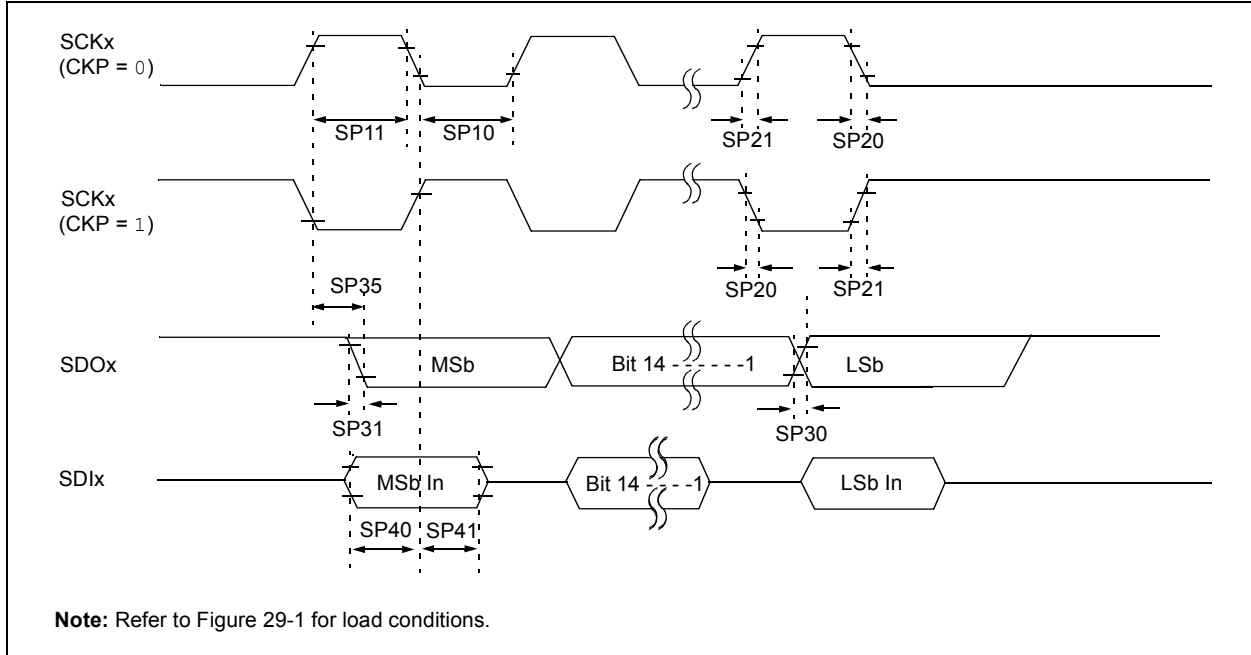 SCKx
(CKP = 0)
SP11
SP10
SP21
SP20
SCKx
(CKP = 1)
SP35
SP20
SP21
SDOx
MSb
Bit 14 - - - - - -1
LSb
SP31
SP30
SDIx
MSb In
Bit 14 - - - - -1
LSb In
SP40
SP41
Note: Refer to Figure 29-1 for load conditions.